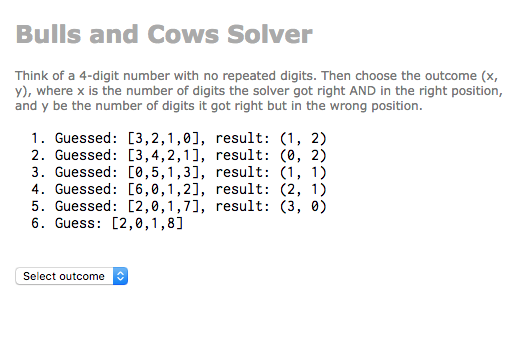 Bulls and Cows Solver
Think of a 4-digit number with no repeated digits. Then choose the outcome (x,
y), where x is the number of digits the solver got right AND in the right position,
and y be the number of digits it got right but in the wrong position.
1. Guessed: [3,2,1,0], result: (1, 2)
2. Guessed: [3,4,2,1], result: (0, 2)
3. Guessed: [0,5,1,3], result: (1, 1)
4. Guessed: [6,0,1,2], result: (2, 1)
5. Guessed: [2,0,1,7], result: (3, 0)
6. Guess: [2,0,1,8]
Select outcome